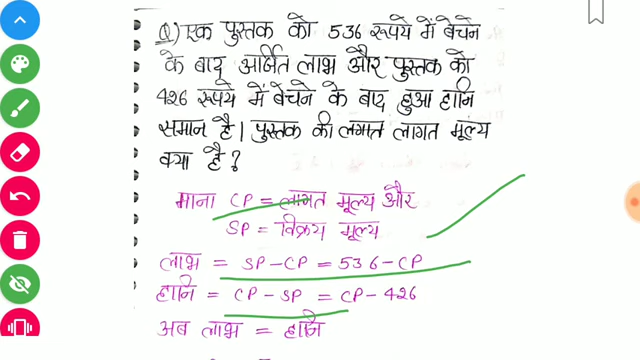 Q) एक पुस्तक को 536 रूपये में बेचने
के बाद अर्जित लाभ और पुस्तक को
426 रूपये में बेचने के बाद हुआ हानि
समान है। पुस्तक की लगात लागत मूल्य
क्या है?
माना CP = लागत मूल्य और
SP = विक्रय मूल्य
लाभ = SP - CP = 536 - CP
हानि = CP - SP = CP - 426
अब लाभ = हानि